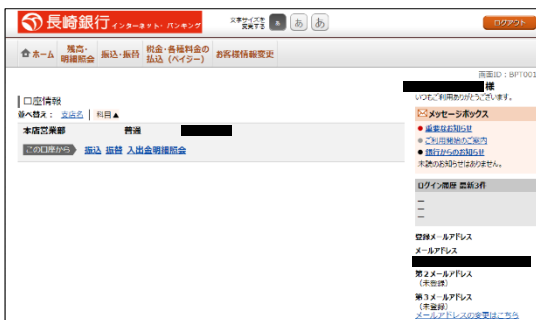 長崎銀行 インターネット・バンキング
文字サイズを
変更する
あ あ あ
ログアウト
ホーム
残高・
明細照会
振込・振替
税金・各種料金の
払込（ペイジー）
お客様情報変更
画面ID：BPT001
様
いつもご利用ありがとうございます。
口座情報
並べ替え： 支店名 | 科目▲
本店営業部 普通
この口座から 振込 振替 入出金明細照会
メッセージボックス
重要なお知らせ
ご利用開始のご案内
銀行からのお知らせ
未読のお知らせはありません。
ログイン履歴 最新3件
―
―
―
登録メールアドレス
メールアドレス
第2メールアドレス
（未登録）
第3メールアドレス
（未登録）
メールアドレスの変更はこちら